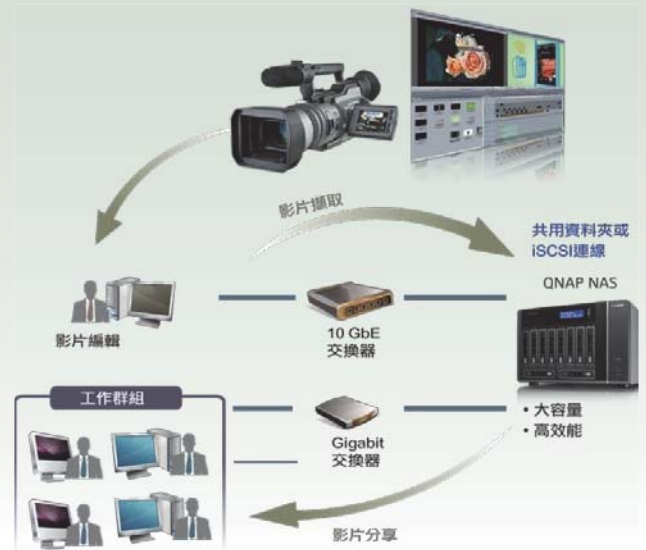 影片擷取
共用資料夾或
iSCSI連線
QNAP NAS
影片編輯
10 GbE
交換器
工作群組
Gigabit
交換器
• 大容量
• 高效能
影片分享